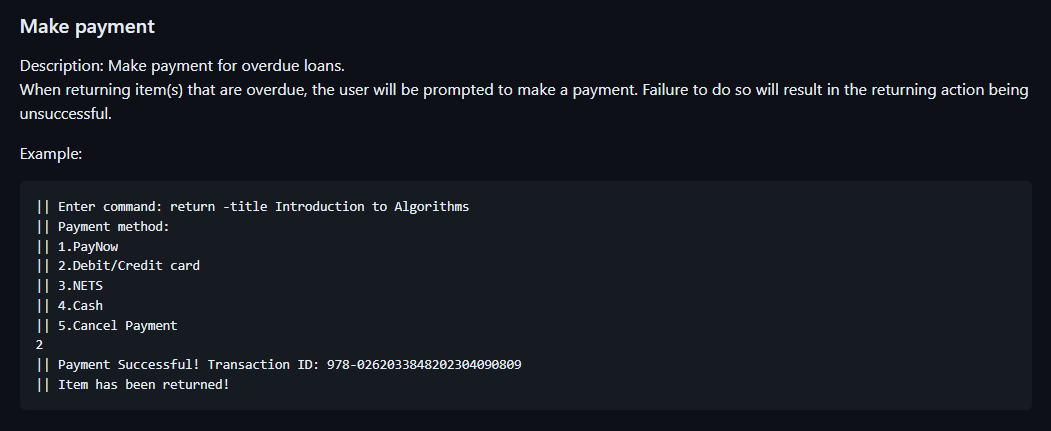 Make payment
Description: Make payment for overdue loans.
When returning item(s) that are overdue, the user will be prompted to make a payment. Failure to do so will result in the returning action being
unsuccessful.
Example:
|| Enter command: return -title Introduction to Algorithms
|| Payment method:
|| 1.PayNow
|| 2.Debit/Credit card
|| 3.NETS
|| 4.Cash
|| 5.Cancel Payment
2
|| Payment Successful! Transaction ID: 978-0262033848202304090809
|| Item has been returned!